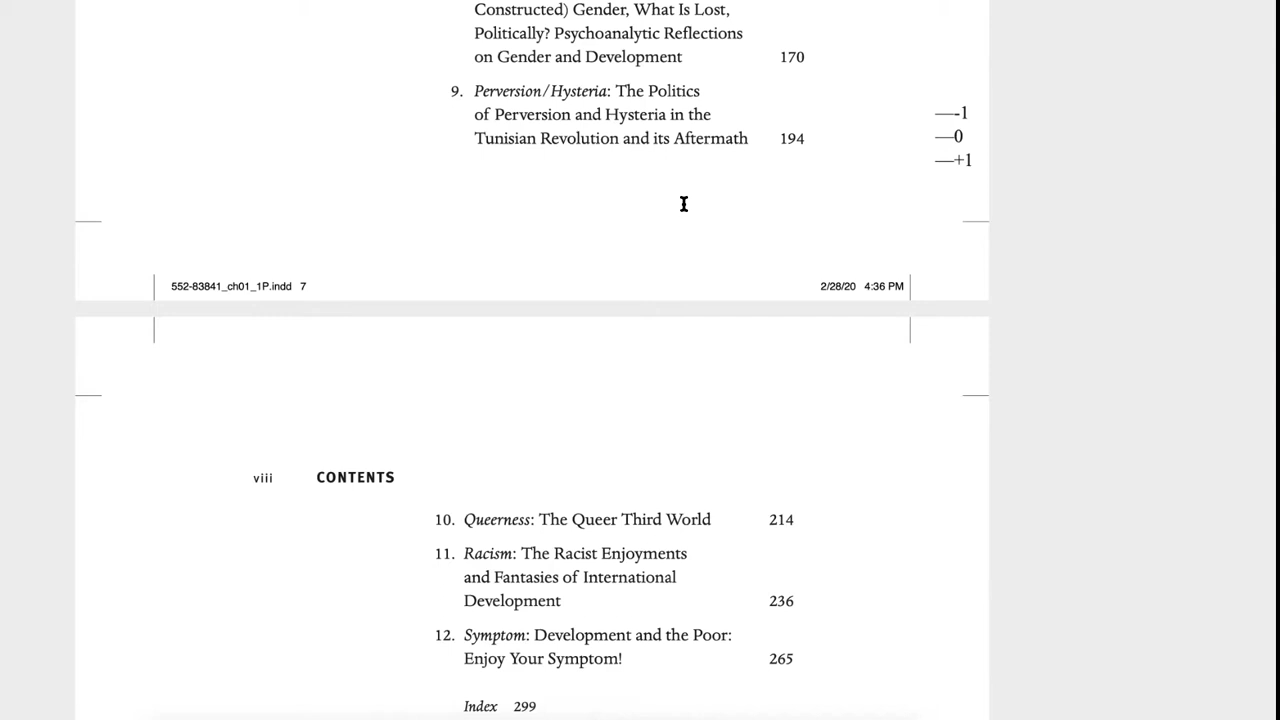 Constructed) Gender, What Is Lost,
Politically? Psychoanalytic Reflections
on Gender and Development 170
9. Perversion/Hysteria: The Politics
of Perversion and Hysteria in the
Tunisian Revolution and its Aftermath 194
—-1
—0
—+1
552-83841_ch01_1P.indd 7 2/28/20 4:36 PM
viii CONTENTS
10. Queerness: The Queer Third World 214
11. Racism: The Racist Enjoyments
and Fantasies of International
Development 236
12. Symptom: Development and the Poor:
Enjoy Your Symptom! 265
Index 299